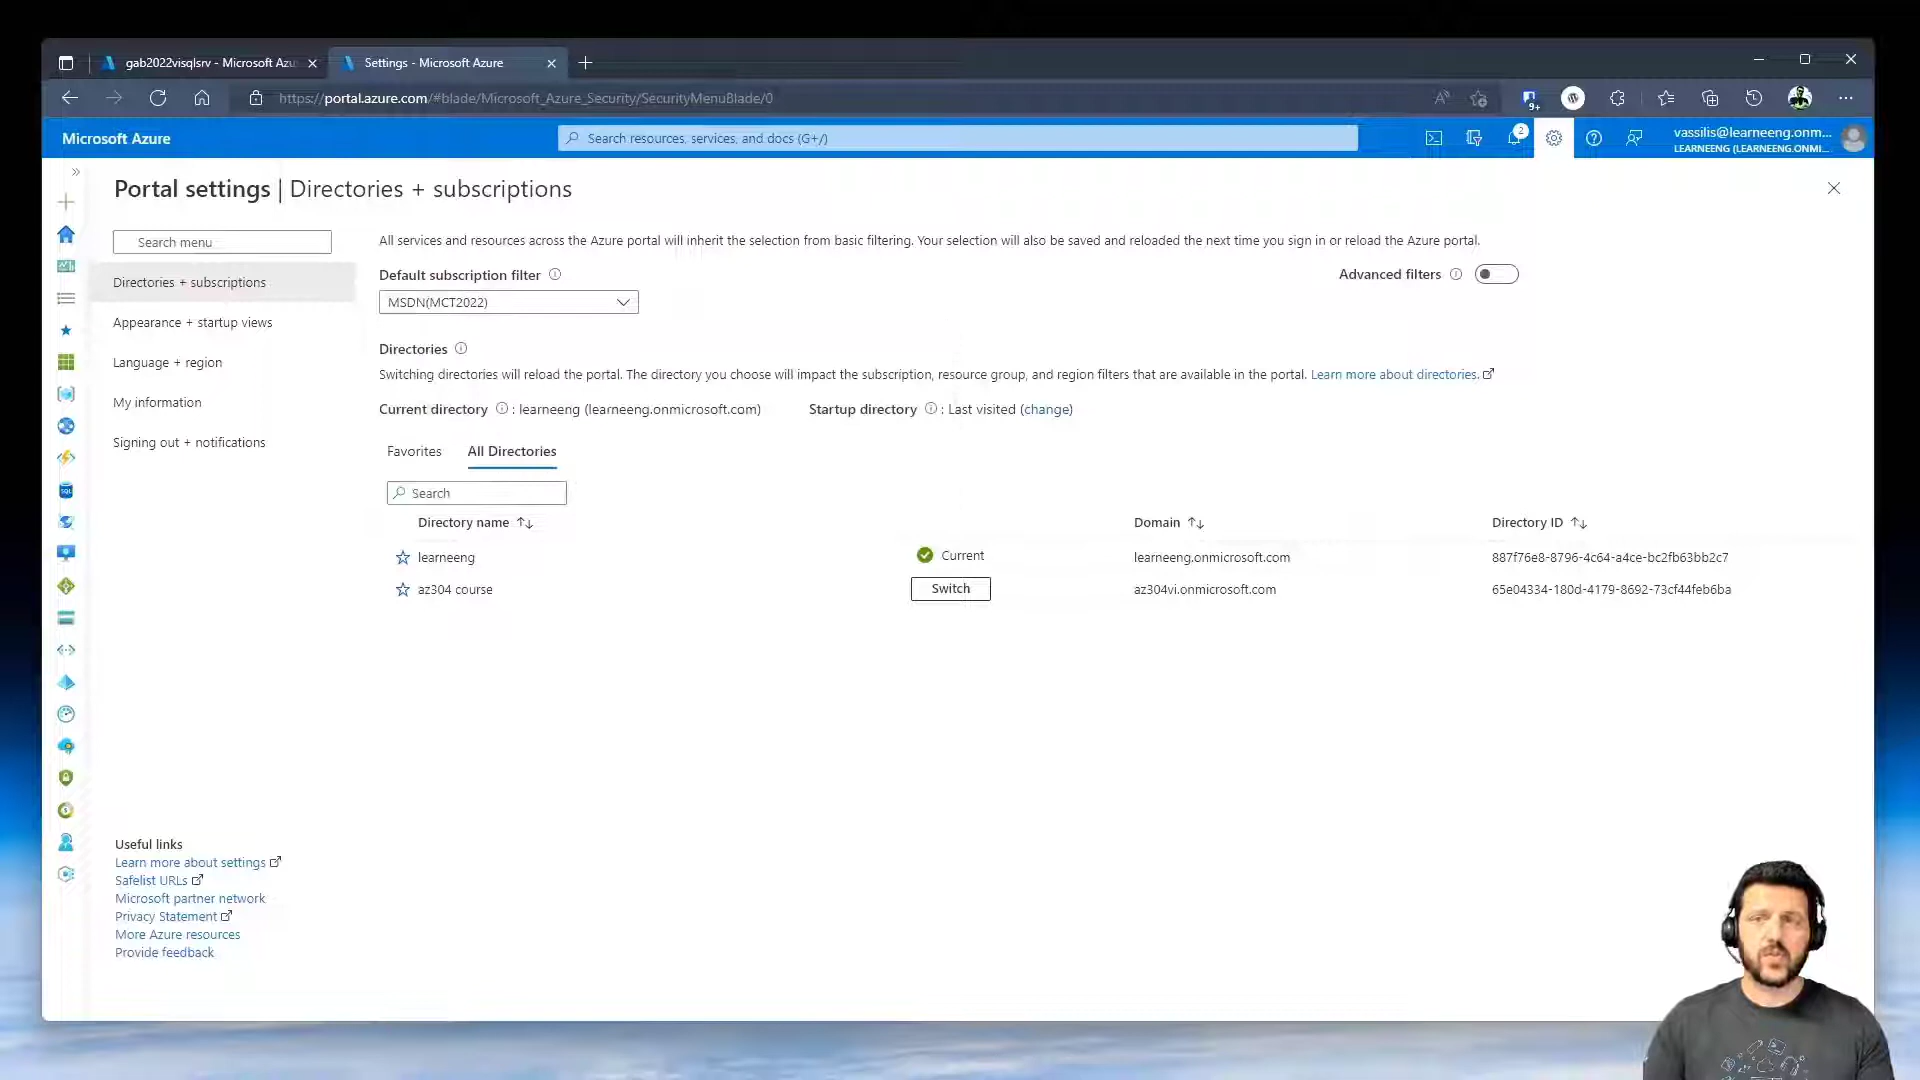 gab2022visqlsrv - Microsoft Azu
Settings - Microsoft Azure
https://portal.azure.com/#blade/Microsoft_Azure_Security/SecurityMenuBlade/0
9+
Microsoft Azure
Search resources, services, and docs (G+/)
2
vassilis@learneeng.onm...
LEARNEENG (LEARNEENG.ONMI...
Portal settings | Directories + subscriptions
Search menu
Directories + subscriptions
Appearance + startup views
Language + region
My information
Signing out + notifications
All services and resources across the Azure portal will inherit the selection from basic filtering. Your selection will also be saved and reloaded the next time you sign in or reload the Azure portal.
Default subscription filter
Advanced filters
MSDN(MCT2022)
Directories
Switching directories will reload the portal. The directory you choose will impact the subscription, resource group, and region filters that are available in the portal. Learn more about directories.
Current directory : learneeng (learneeng.onmicrosoft.com)
Startup directory : Last visited (change)
Favorites
All Directories
Search
Directory name
Domain
Directory ID
learneeng
Current
learneeng.onmicrosoft.com
887f76e8-8796-4c64-a4ce-bc2fb63bb2c7
az304 course
Switch
az304vi.onmicrosoft.com
65e04334-180d-4179-8692-73cf44feb6ba
SQL
Useful links
Learn more about settings
Safelist URLs
Microsoft partner network
Privacy Statement
More Azure resources
Provide feedback